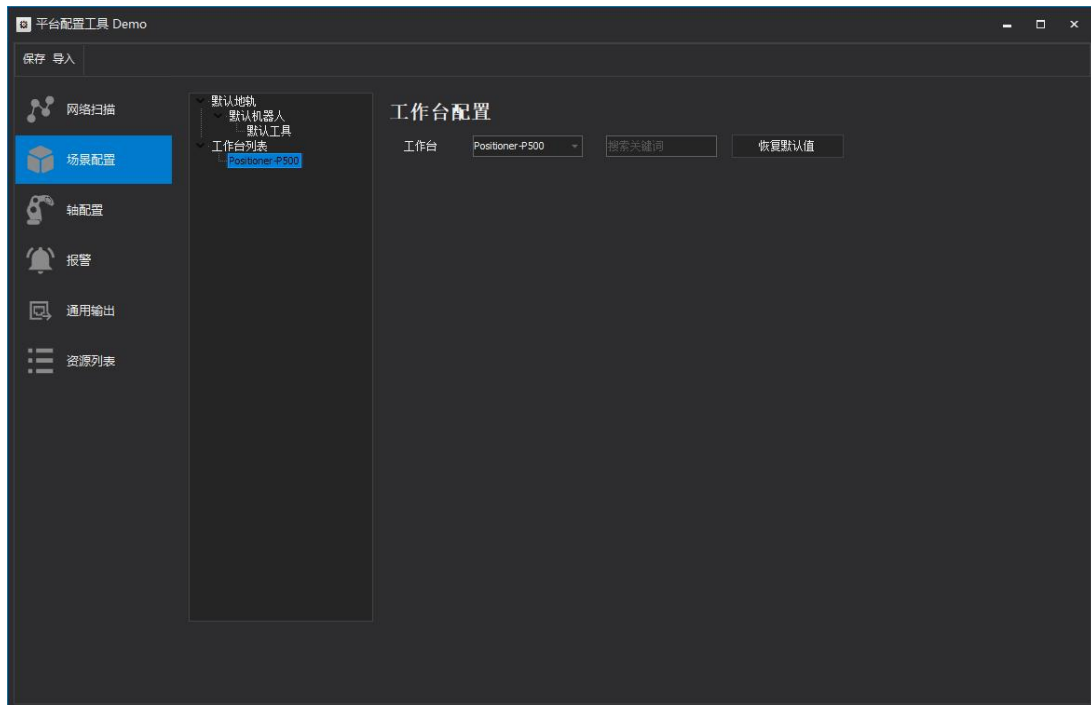 平台配置工具 Demo
保存 导入
网络扫描
场景配置
轴配置
报警
通用输出
资源列表
默认地轨
默认机器人
默认工具
工作台列表
Positioner-P500
工作台配置
工作台 Positioner-P500 搜索关键词 恢复默认值